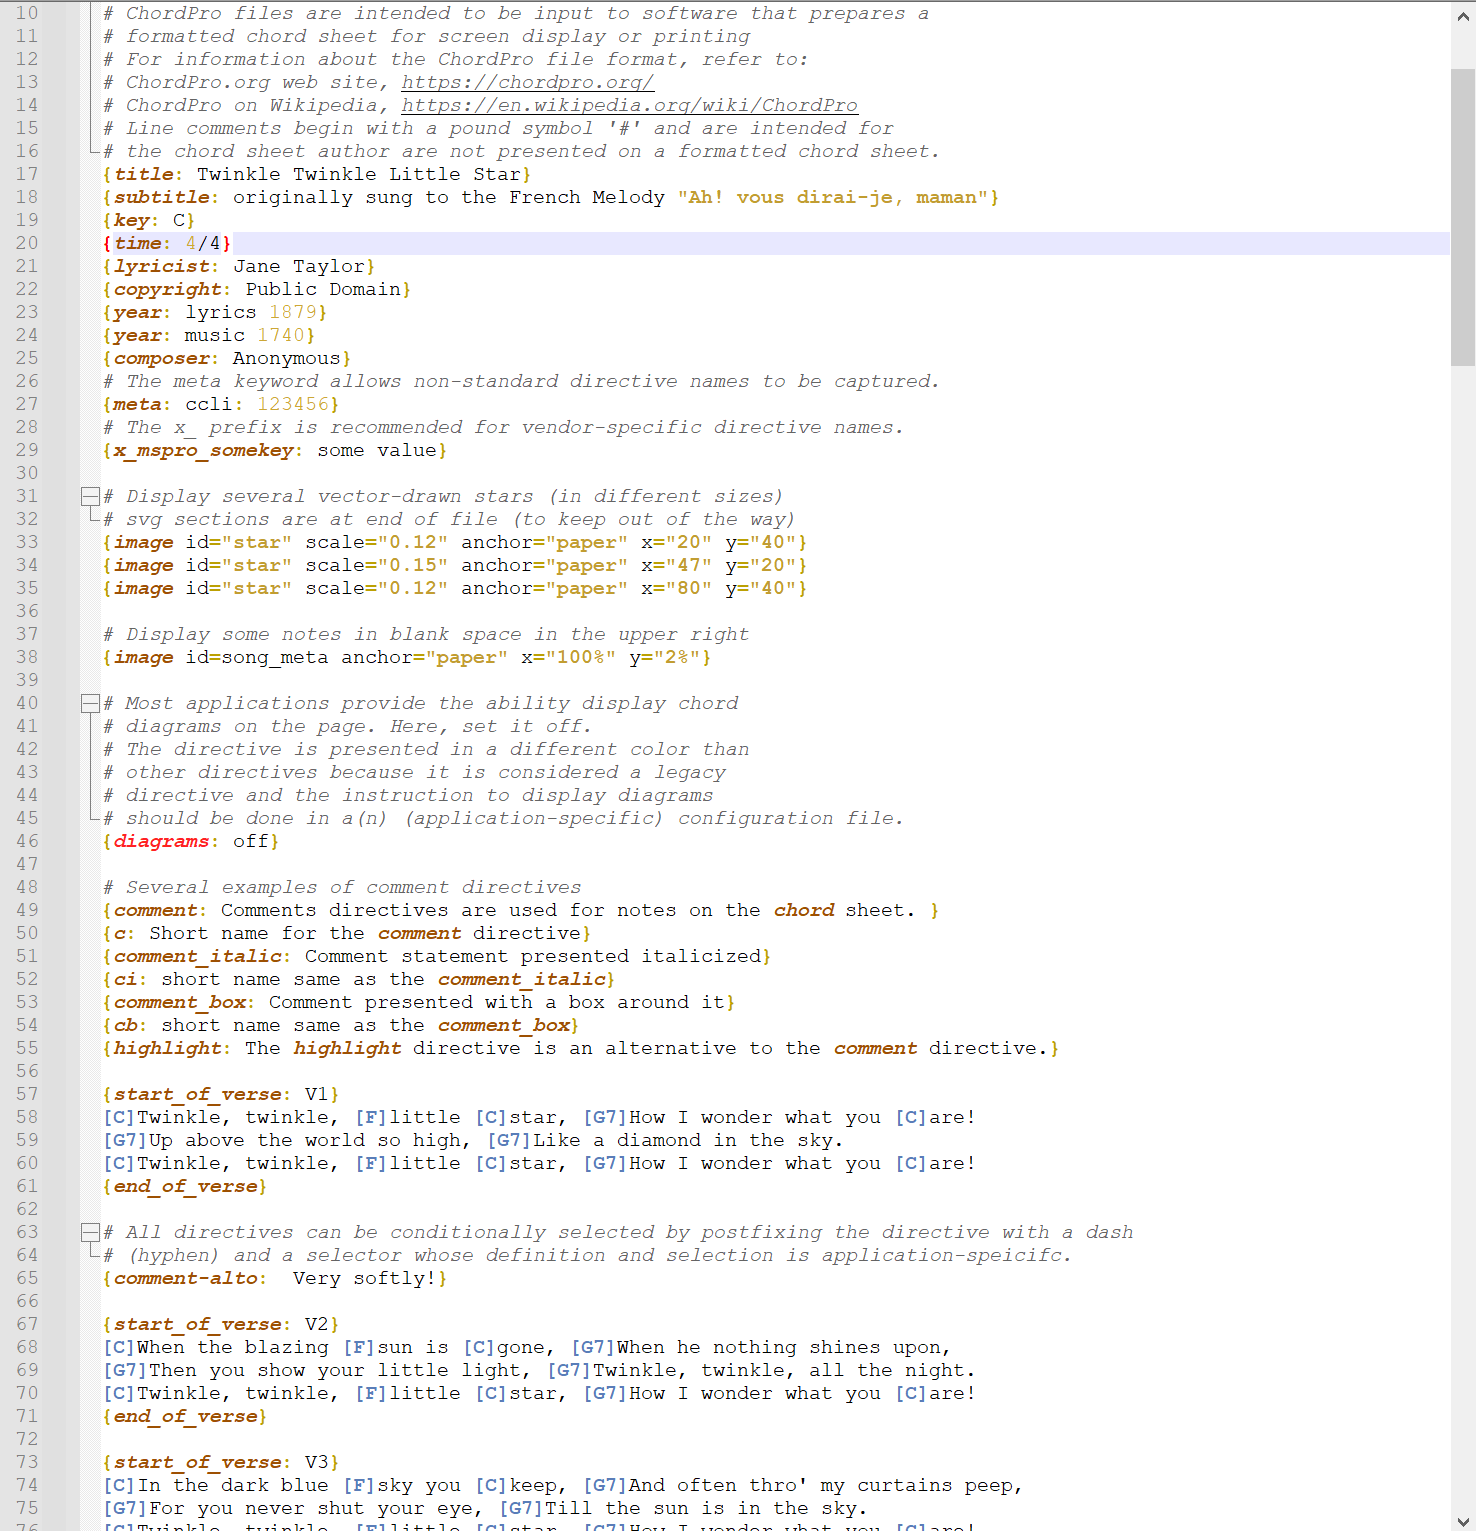 10 # ChordPro files are intended to be input to software that prepares a
11 # formatted chord sheet for screen display or printing
12 # For information about the ChordPro file format, refer to:
13 # ChordPro.org web site, https://chordpro.org/
14 # ChordPro on Wikipedia, https://en.wikipedia.org/wiki/ChordPro
15 # Line comments begin with a pound symbol '#' and are intended for
16 # the chord sheet author are not presented on a formatted chord sheet.
17 {title: Twinkle Twinkle Little Star}
18 {subtitle: originally sung to the French Melody "Ah! vous dirai-je, maman"}
19 {key: C}
20 {time: 4/4}
21 {lyricist: Jane Taylor}
22 {copyright: Public Domain}
23 {year: lyrics 1879}
24 {year: music 1740}
25 {composer: Anonymous}
26 # The meta keyword allows non-standard directive names to be captured.
27 {meta: ccli: 123456}
28 # The x_ prefix is recommended for vendor-specific directive names.
29 {x_mspro_somekey: some value}
30
31 # Display several vector-drawn stars (in different sizes)
32 # svg sections are at end of file (to keep out of the way)
33 {image id="star" scale="0.12" anchor="paper" x="20" y="40"}
34 {image id="star" scale="0.15" anchor="paper" x="47" y="20"}
35 {image id="star" scale="0.12" anchor="paper" x="80" y="40"}
36
37 # Display some notes in blank space in the upper right
38 {image id=song_meta anchor="paper" x="100%" y="2%"}
39
40 # Most applications provide the ability display chord
41 # diagrams on the page. Here, set it off.
42 # The directive is presented in a different color than
43 # other directives because it is considered a legacy
44 # directive and the instruction to display diagrams
45 # should be done in a(n) (application-specific) configuration file.
46 {diagrams: off}
47
48 # Several examples of comment directives
49 {comment: Comments directives are used for notes on the chord sheet. }
50 {c: Short name for the comment directive}
51 {comment_italic: Comment statement presented italicized}
52 {ci: short name same as the comment_italic}
53 {comment_box: Comment presented with a box around it}
54 {cb: short name same as the comment_box}
55 {highlight: The highlight directive is an alternative to the comment directive.}
56
57 {start_of_verse: V1}
58 [C]Twinkle, twinkle, [F]little [C]star, [G7]How I wonder what you [C]are!
59 [G7]Up above the world so high, [G7]Like a diamond in the sky.
60 [C]Twinkle, twinkle, [F]little [C]star, [G7]How I wonder what you [C]are!
61 {end_of_verse}
62
63 # All directives can be conditionally selected by postfixing the directive with a dash
64 # (hyphen) and a selector whose definition and selection is application-speicifc.
65 {comment-alto:  Very softly!}
66
67 {start_of_verse: V2}
68 [C]When the blazing [F]sun is [C]gone, [G7]When he nothing shines upon,
69 [G7]Then you show your little light, [G7]Twinkle, twinkle, all the night.
70 [C]Twinkle, twinkle, [F]little [C]star, [G7]How I wonder what you [C]are!
71 {end_of_verse}
72
73 {start_of_verse: V3}
74 [C]In the dark blue [F]sky you [C]keep, [G7]And often thro' my curtains peep,
75 [G7]For you never shut your eye, [G7]Till the sun is in the sky.
76 [C]Twinkle, twinkle, [F]little [C]star, [G7]How I wonder what you [C]are!